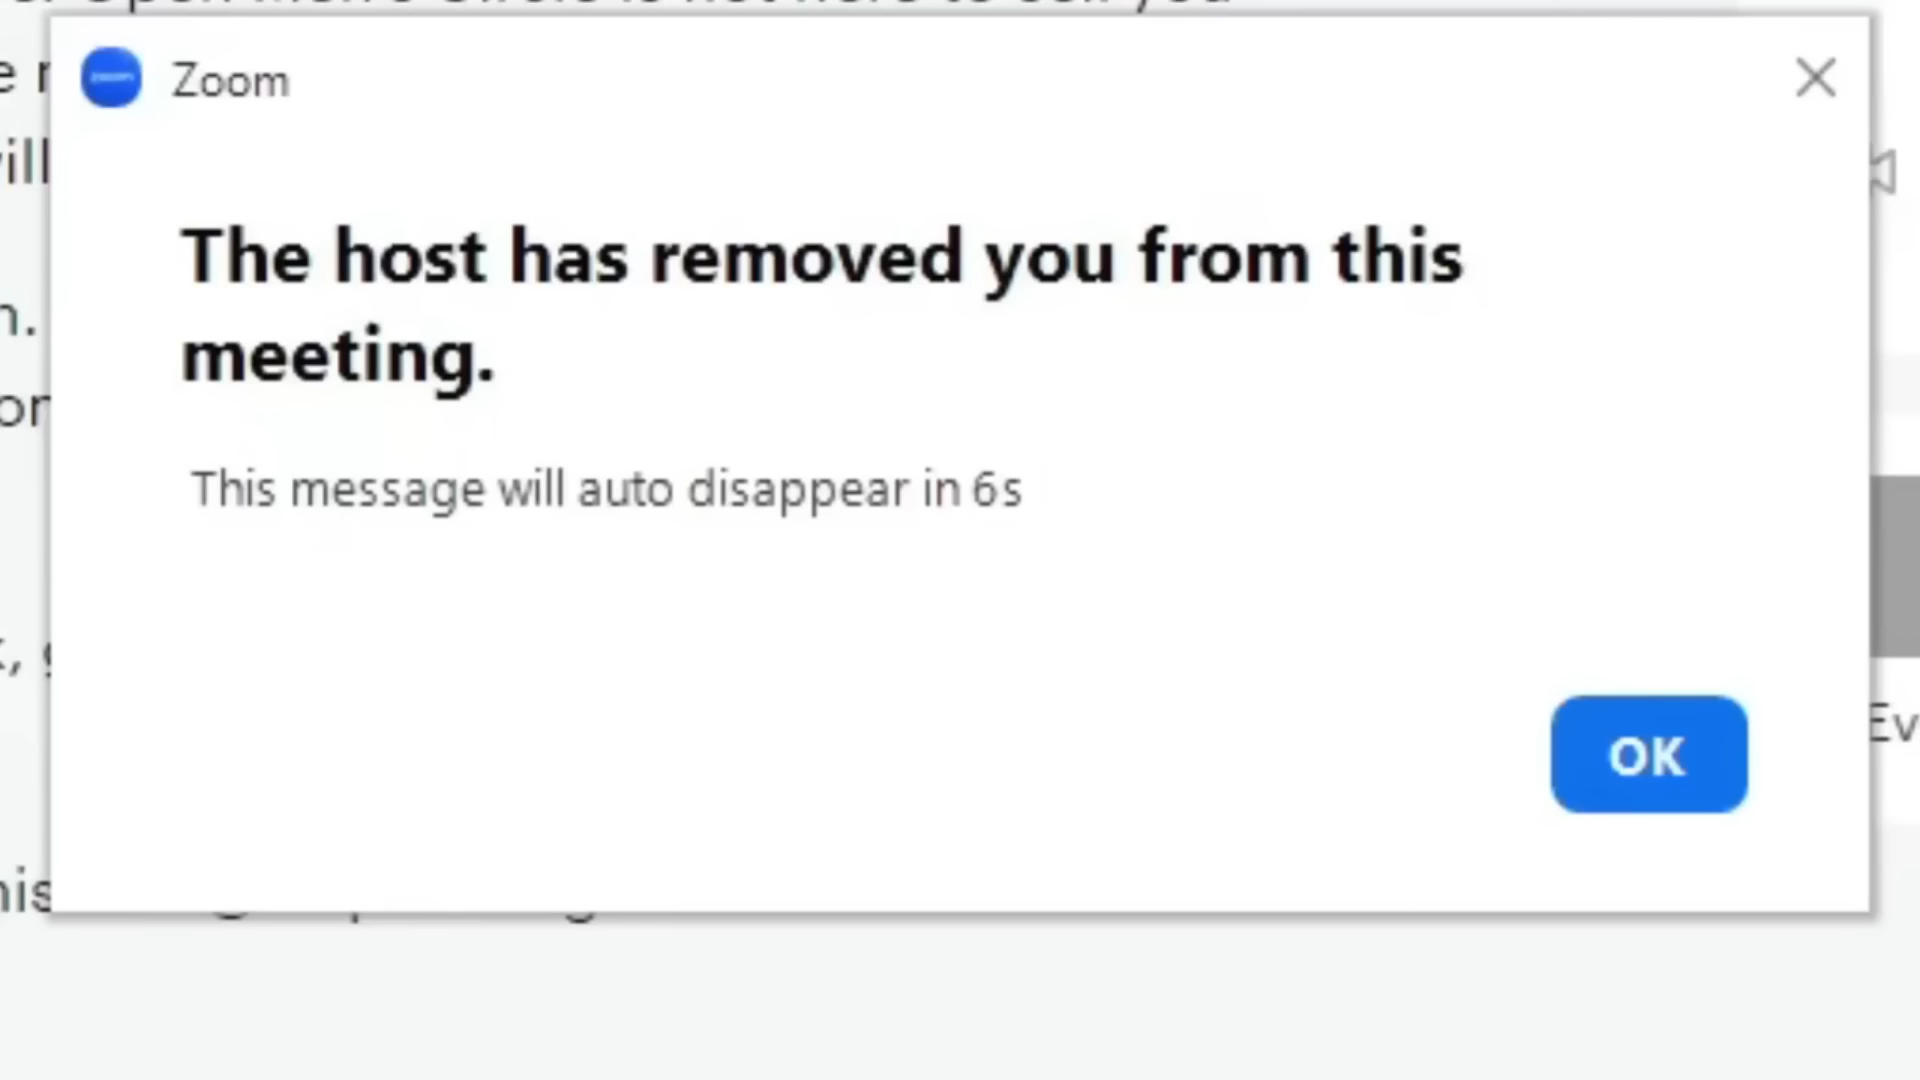 Zoom
The host has removed you from this
meeting.
This message will auto disappear in 6s
OK